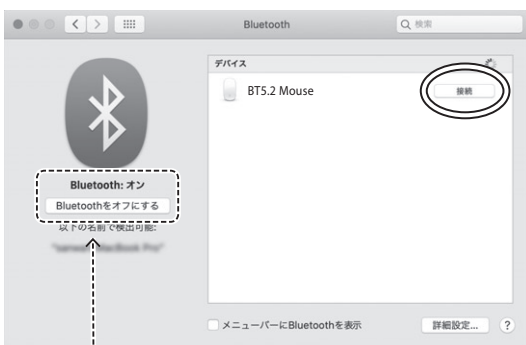 Bluetooth
検索
デバイス
BT5.2 Mouse
接続
Bluetooth: オン
Bluetoothをオフにする
以下の名前で検出可能:
メニューバーにBluetoothを表示
詳細設定...
?